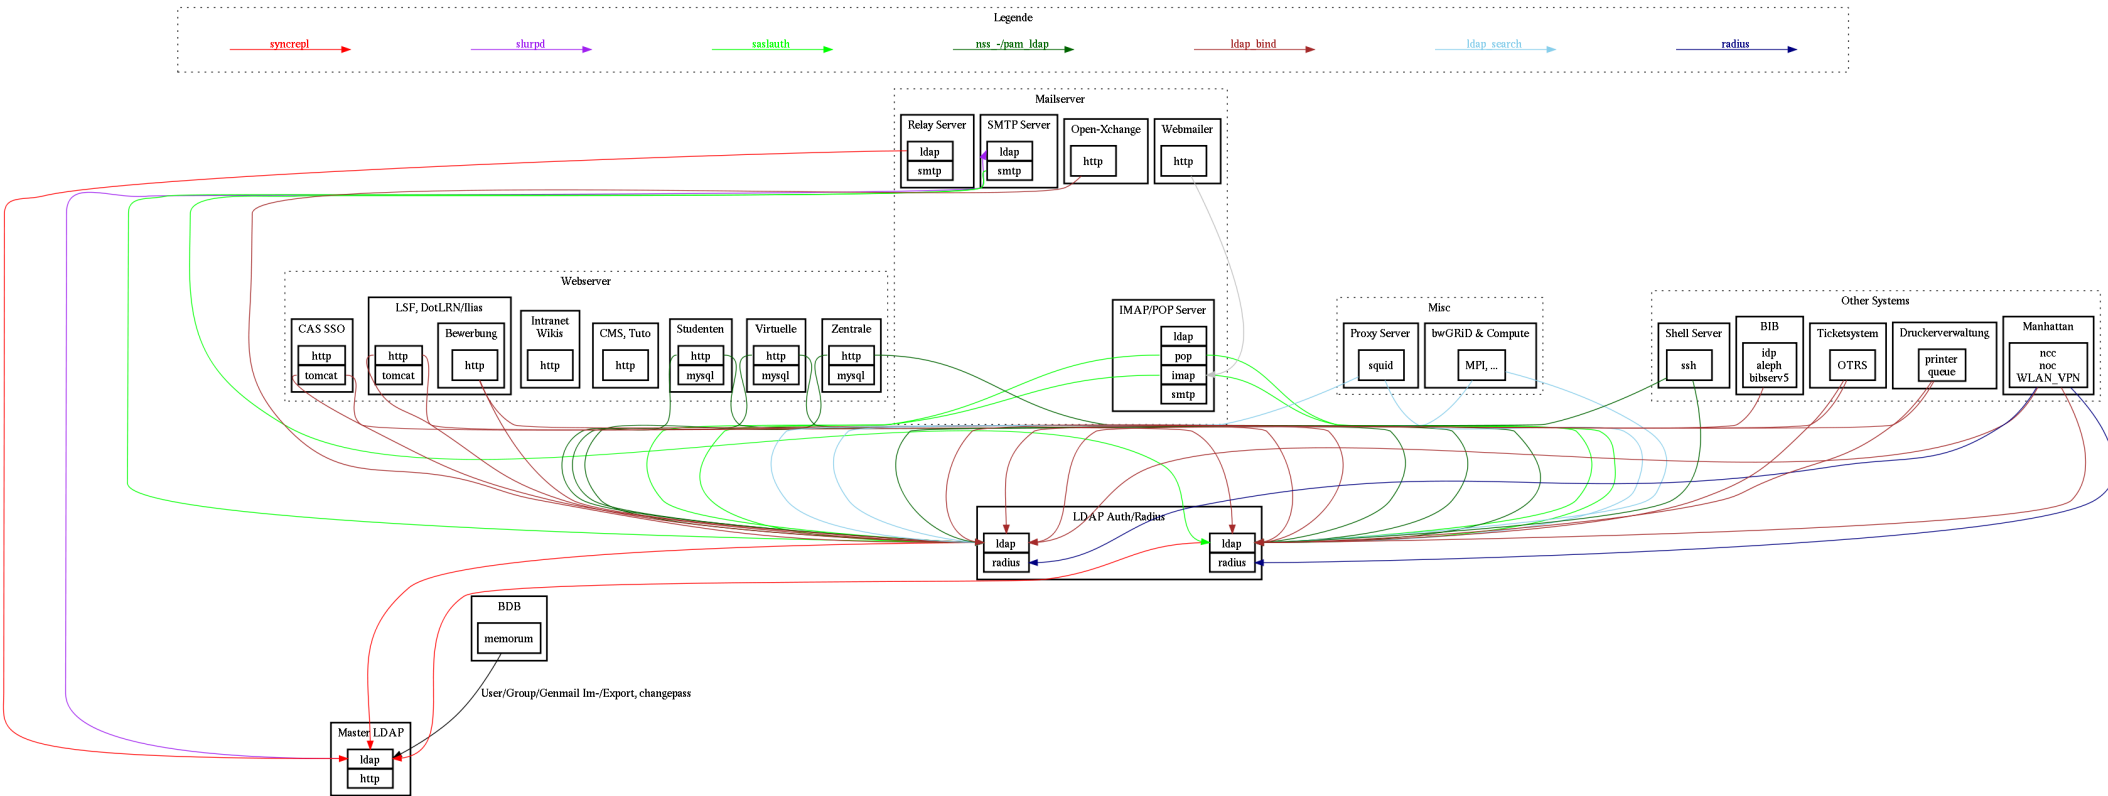 Legende
syncrepl
slurpd
saslauth
nss_-/pam_ldap
ldap_bind
ldap_search
radius
Mailserver
Relay Server
ldap
smtp
SMTP Server
ldap
smtp
Open-Xchange
http
Webmailer
http
IMAP/POP Server
ldap
pop
imap
smtp
Webserver
CAS SSO
http
tomcat
LSF, DotLRN/Ilias
http
tomcat
Bewerbung
http
Intranet
Wikis
http
CMS, Tuto
http
Studenten
http
mysql
Virtuelle
http
mysql
Zentrale
http
mysql
Misc
Proxy Server
squid
bwGRiD & Compute
MPI, ...
Other Systems
Shell Server
ssh
BIB
idp
aleph
bibserv5
Ticketsystem
OTRS
Druckerverwaltung
printer
queue
Manhattan
ncc
noc
WLAN_VPN
LDAP Auth/Radius
ldap
radius
ldap
radius
BDB
memorum
User/Group/Genmail Im-/Export, changepass
Master LDAP
ldap
http